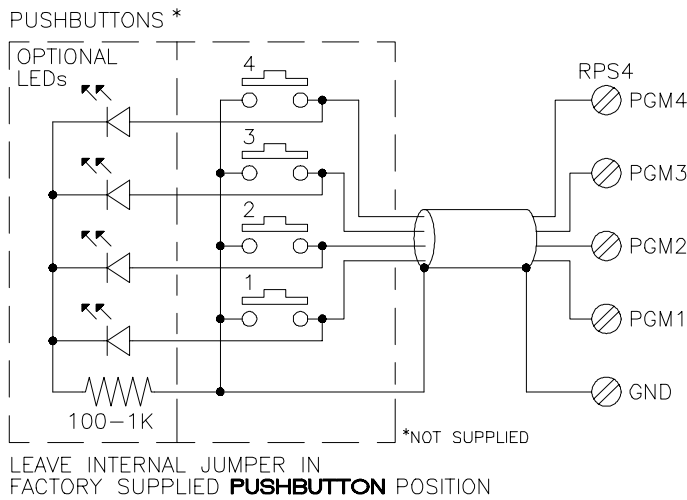 PUSHBUTTONS *
OPTIONAL
LEDs
4
3
2
1
100-1K
RPS4
PGM4
PGM3
PGM2
PGM1
GND
*NOT SUPPLIED
LEAVE INTERNAL JUMPER IN
FACTORY SUPPLIED PUSHBUTTON POSITION